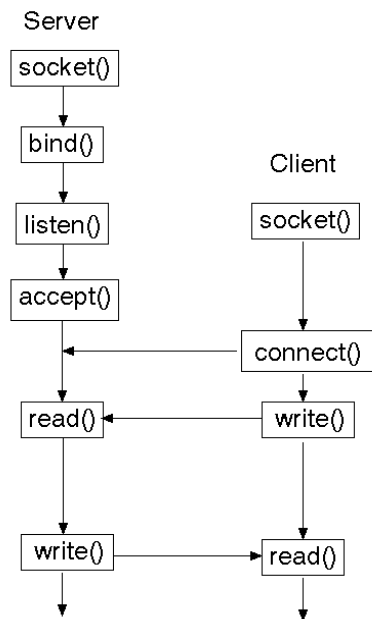 Server
socket()
bind()
Client
listen()
socket()
accept()
connect()
read()
write()
write()
read()